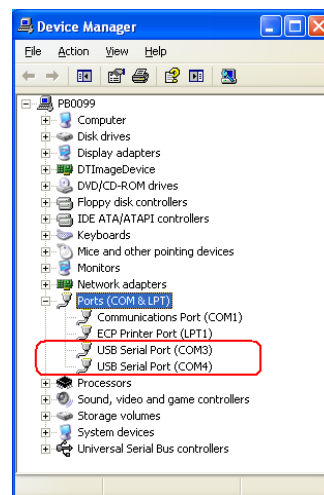 Device Manager
File Action View Help
PB0099
Computer
Disk drives
Display adapters
DTImageDevice
DVD/CD-ROM drives
Floppy disk controllers
IDE ATA/ATAPI controllers
Keyboards
Mice and other pointing devices
Monitors
Network adapters
Ports (COM & LPT)
Communications Port (COM1)
ECP Printer Port (LPT1)
USB Serial Port (COM3)
USB Serial Port (COM4)
Processors
Sound, video and game controllers
Storage volumes
System devices
Universal Serial Bus controllers